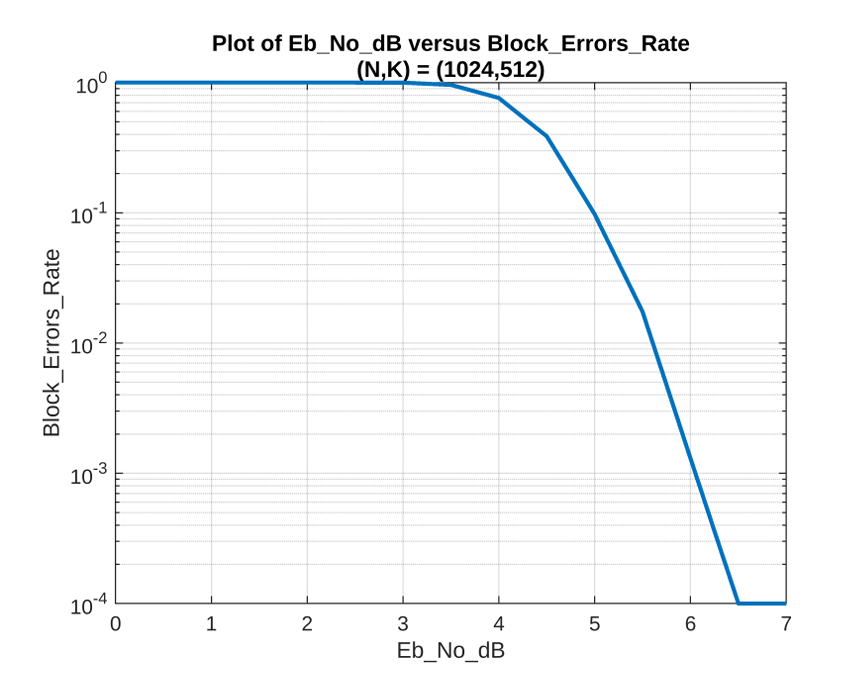 Plot of Eb_No_dB versus Block_Errors_Rate
(N,K) = (1024,512)
10^0
10^-1
10^-2
10^-3
10^-4
Block_Errors_Rate
0 1 2 3 4 5 6 7
Eb_No_dB